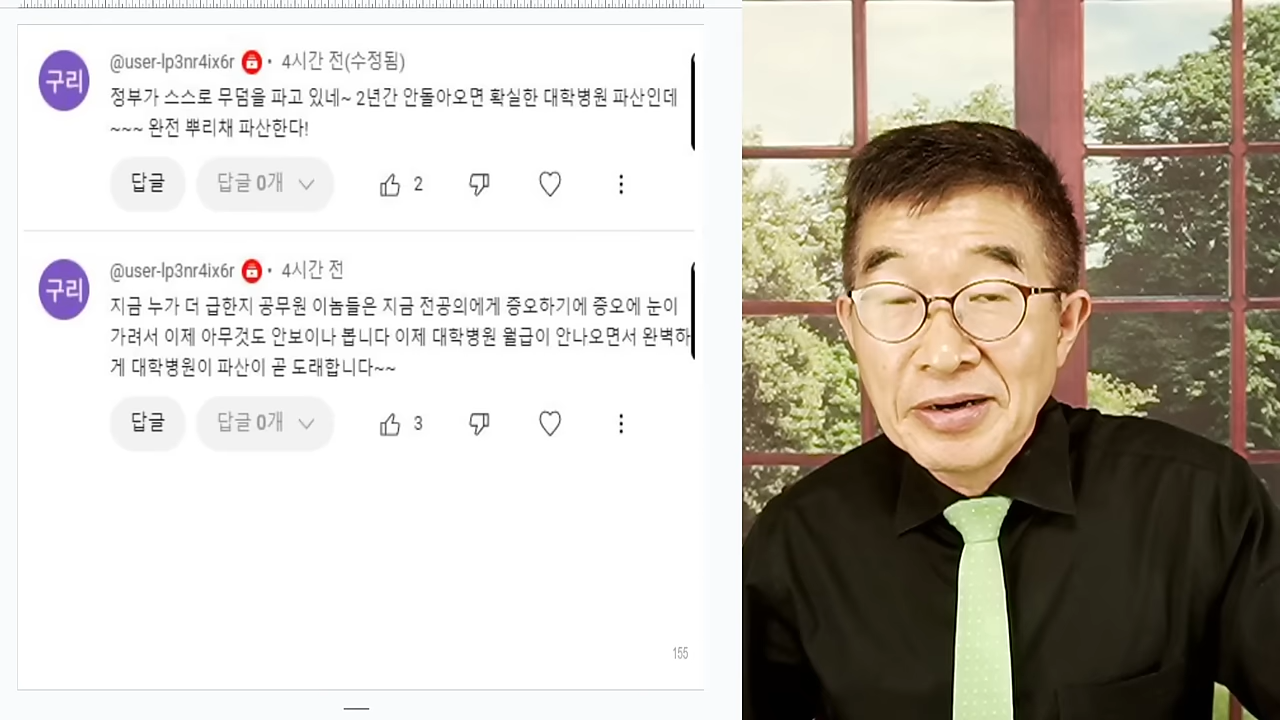 구리
@user-lp3nr4ix6r • 4시간 전(수정됨)
정부가 스스로 무덤을 파고 있네~ 2년간 안돌아오면 확실한 대학병원 파산인데
~~~ 완전 뿌리채 파산한다!
답글 답글 0개 2
구리
@user-lp3nr4ix6r • 4시간 전
지금 누가 더 급한지 공무원 이놈들은 지금 전공의에게 증오하기에 증오에 눈이
가려서 이제 아무것도 안보이나 봅니다 이제 대학병원 월급이 안나오면서 완벽하
게 대학병원이 파산이 곧 도래합니다~~
답글 답글 0개 3
155